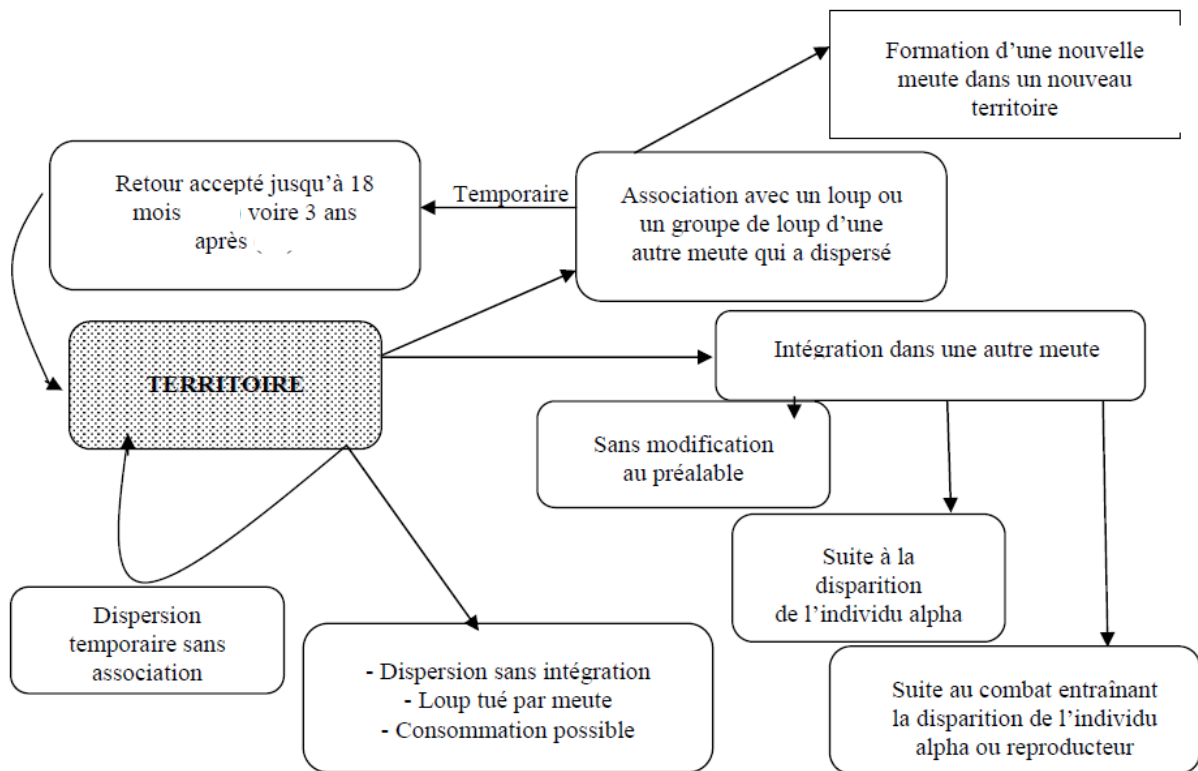 Formation d’une nouvelle
meute dans un nouveau
territoire
Retour accepté jusqu’à 18
mois ) voire 3 ans
après (
Temporaire
Association avec un loup ou
un groupe de loup d’une
autre meute qui a dispersé
TERRITOIRE
Intégration dans une autre meute
Sans modification
au préalable
Suite à la
disparition
de l’individu alpha
Dispersion
temporaire sans
association
- Dispersion sans intégration
- Loup tué par meute
- Consommation possible
Suite au combat entraînant
la disparition de l’individu
alpha ou reproducteur